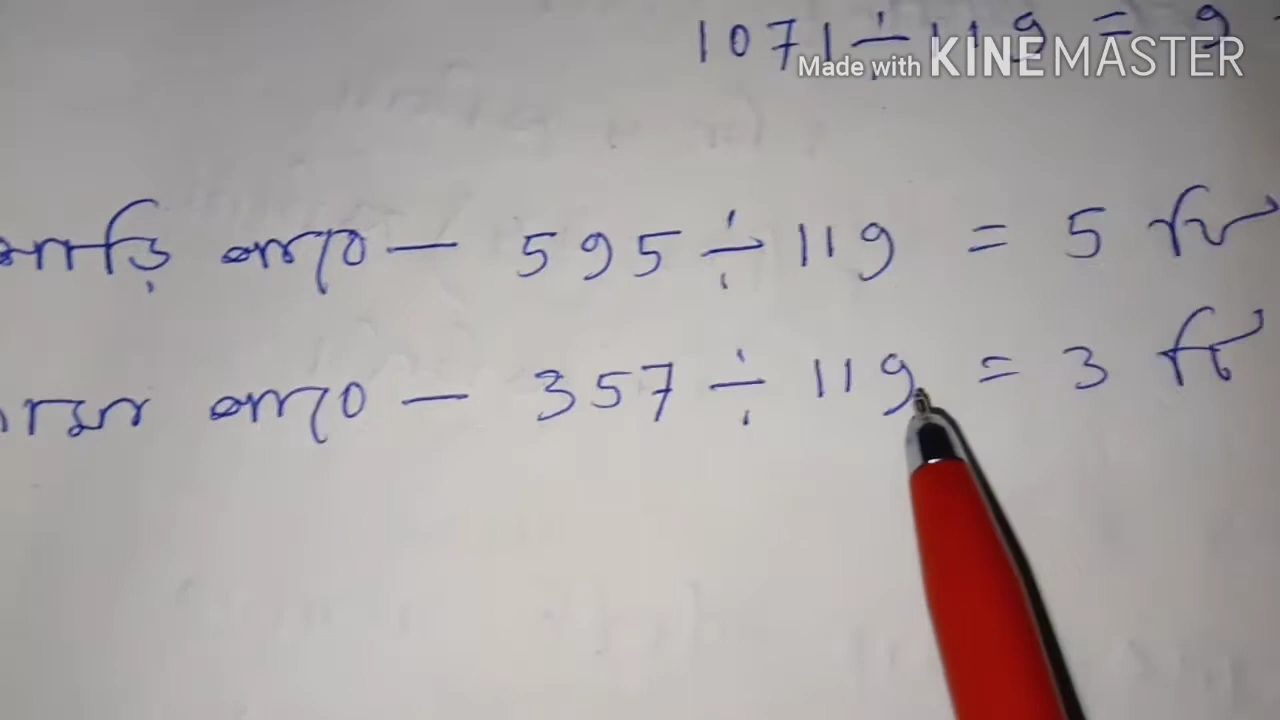 1071 ÷ 119 = 9
Made with KINEMASTER
শাড়ি পাবে — 595 ÷ 119 = 5 টি
পাবে — 357 ÷ 119 = 3 টি